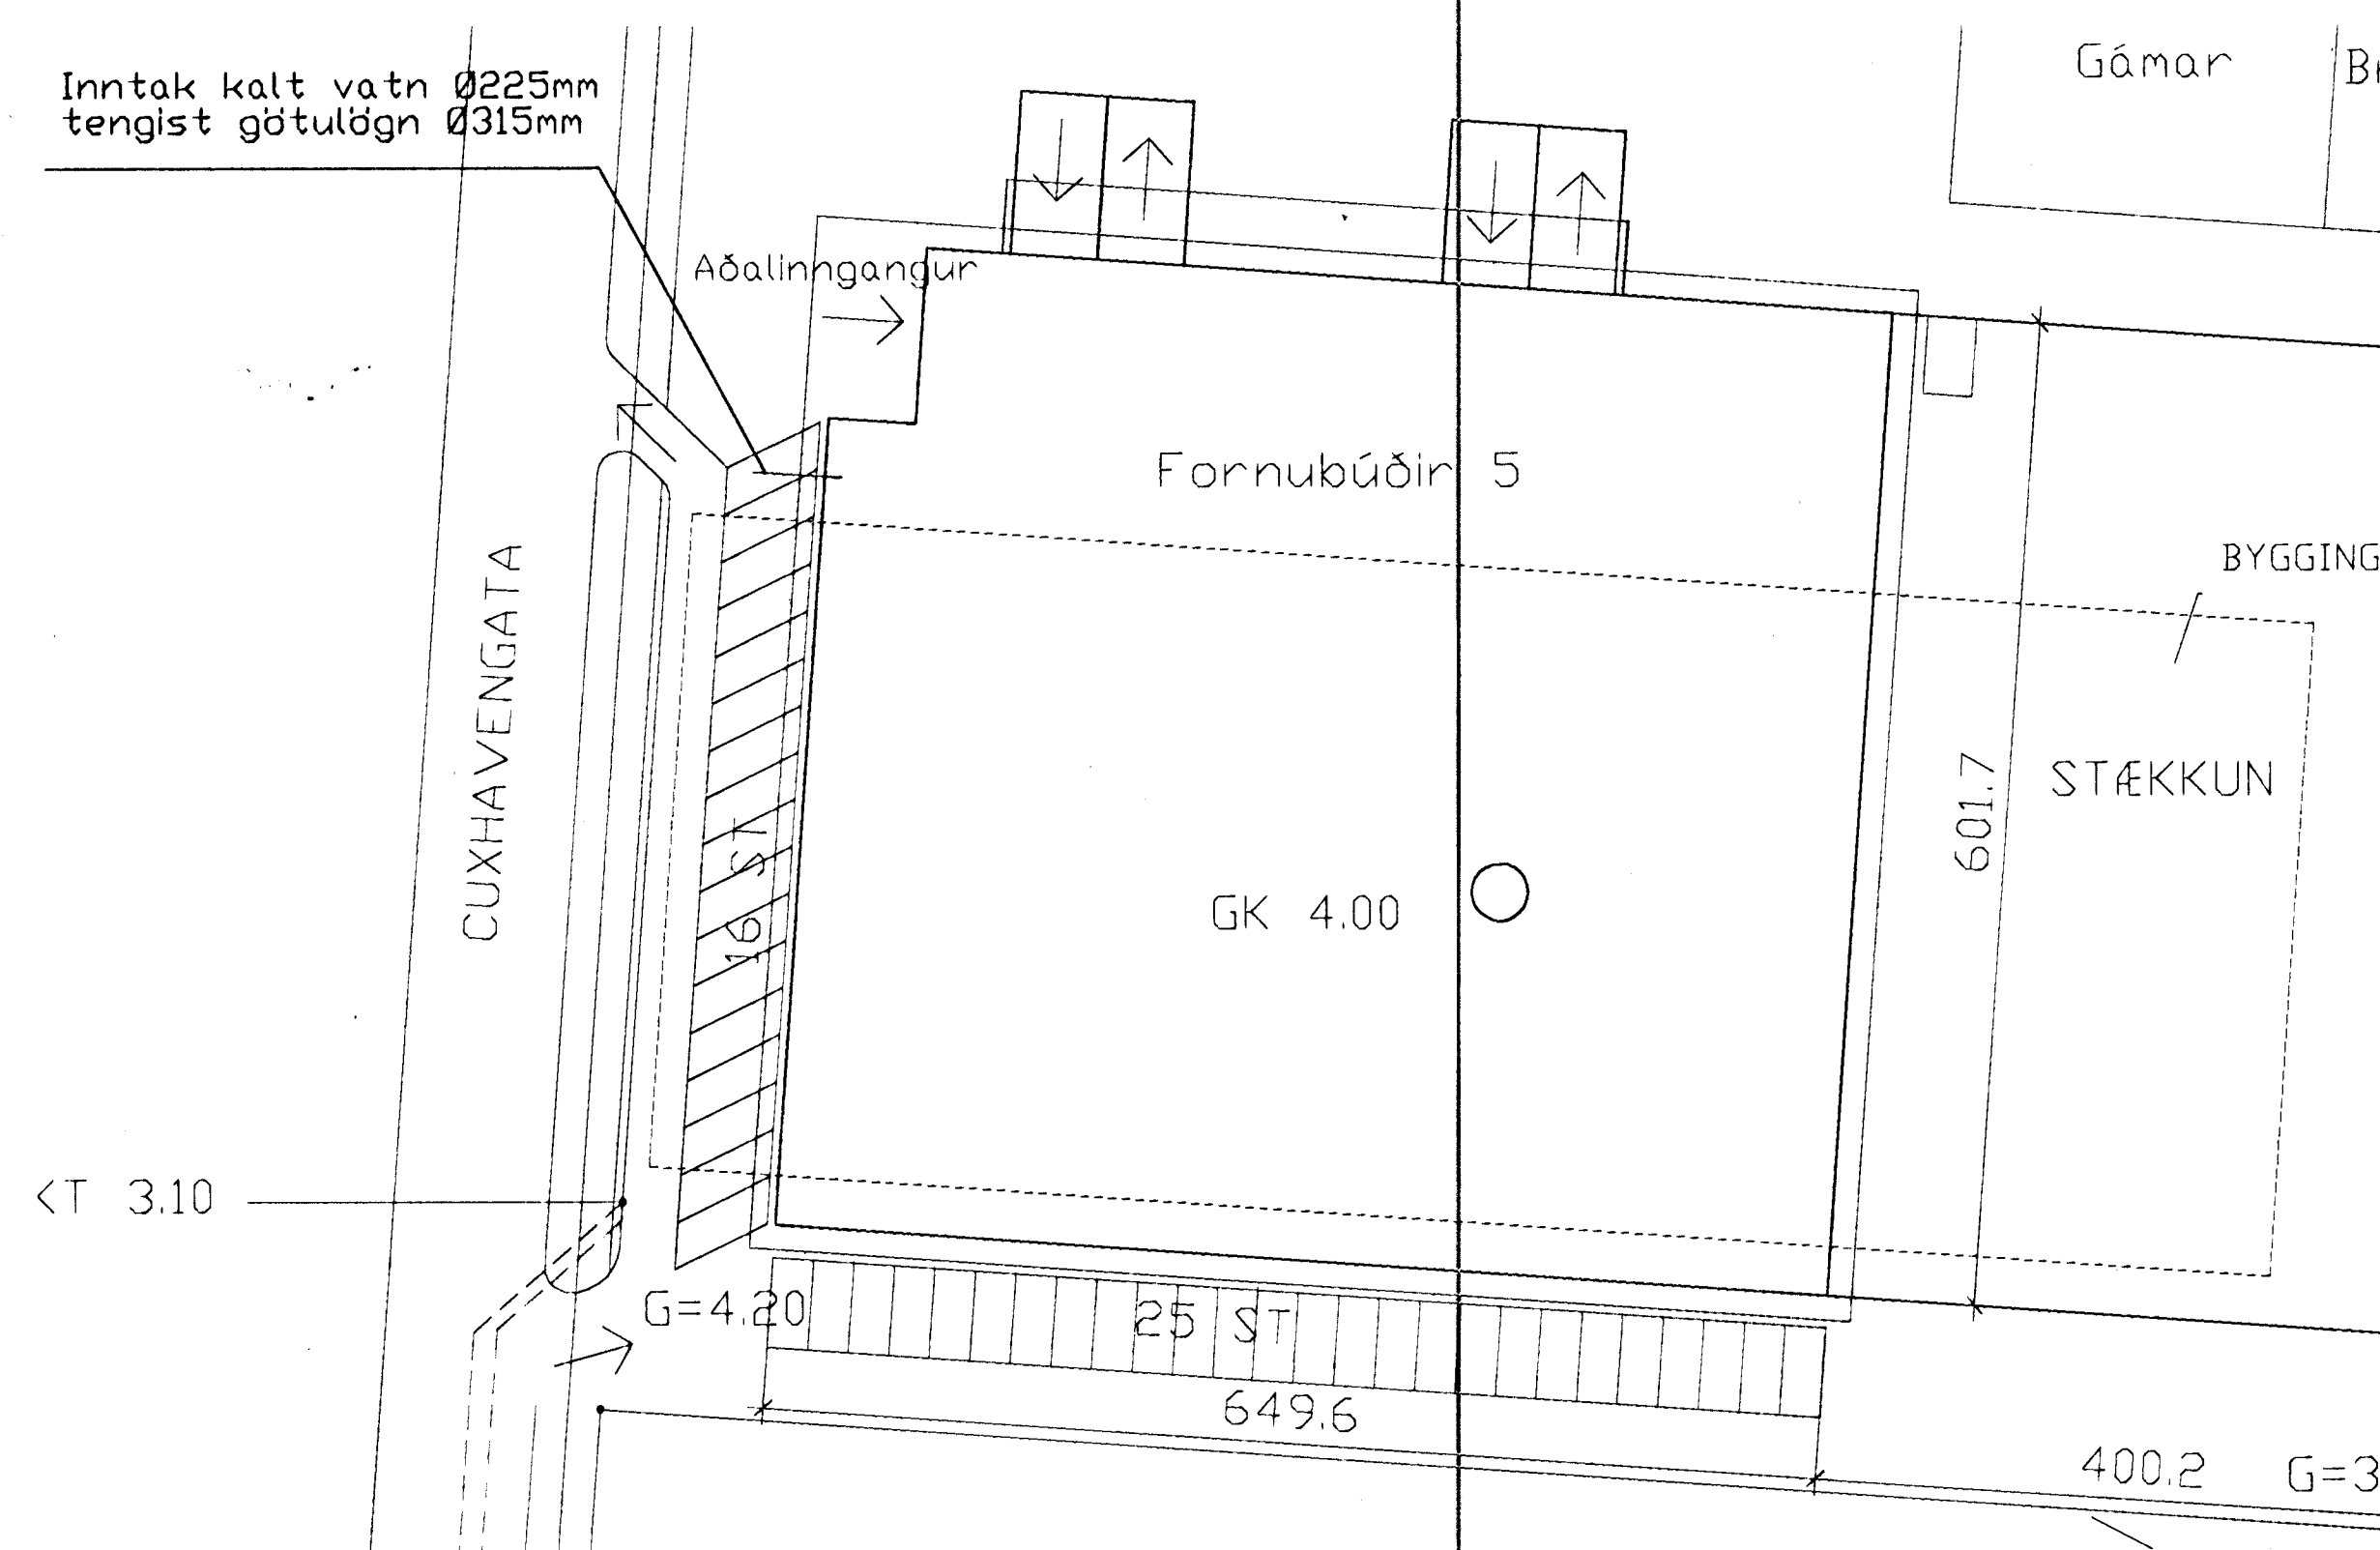 Inntak kalt vatn Ø225mm
tengist götulögn Ø315mm
Gámar
Aðalinngangur
Fornubúðir 5
BYGGING
CUXHAVENGATA
STÆKKUN
601.7
16 ST
GK 4.00
T 3.10
G=4.20
25 ST
649.6
400.2 G=3